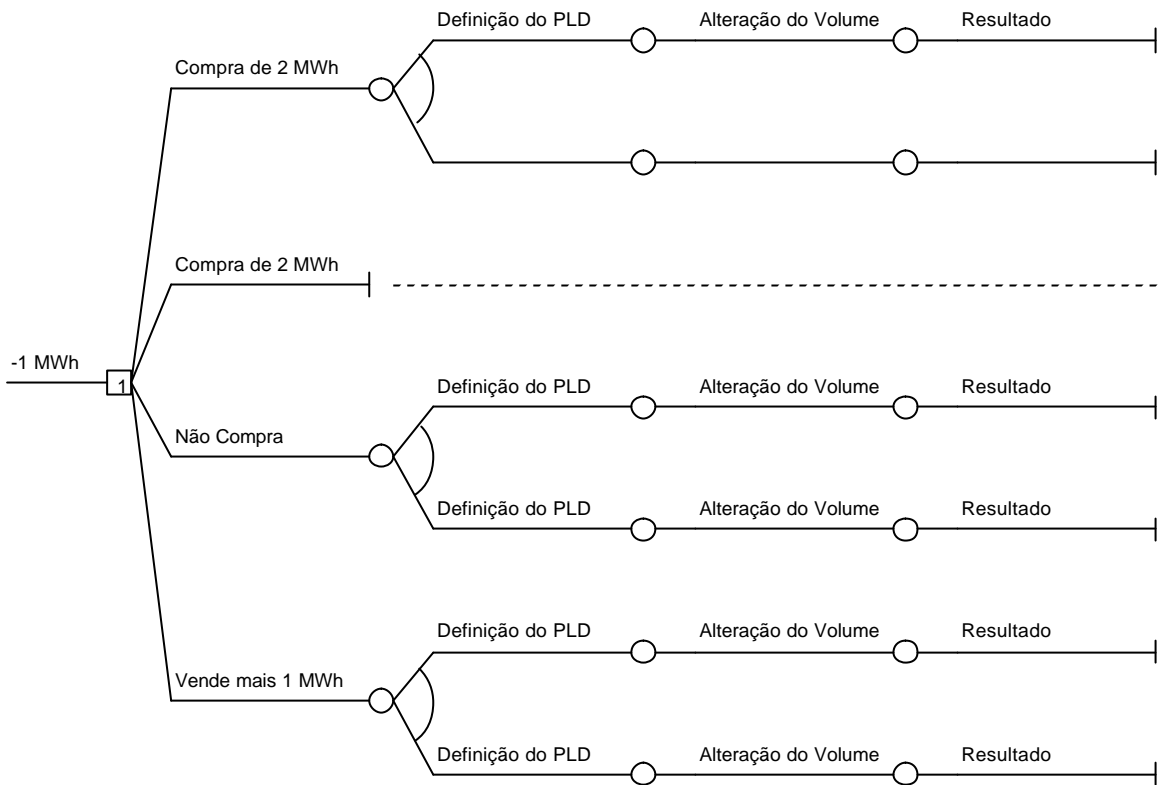 Definição do PLD Alteração do Volume Resultado
Compra de 2 MWh
Compra de 2 MWh
-1 MWh
1
Definição do PLD Alteração do Volume Resultado
Não Compra
Definição do PLD Alteração do Volume Resultado
Definição do PLD Alteração do Volume Resultado
Vende mais 1 MWh
Definição do PLD Alteração do Volume Resultado